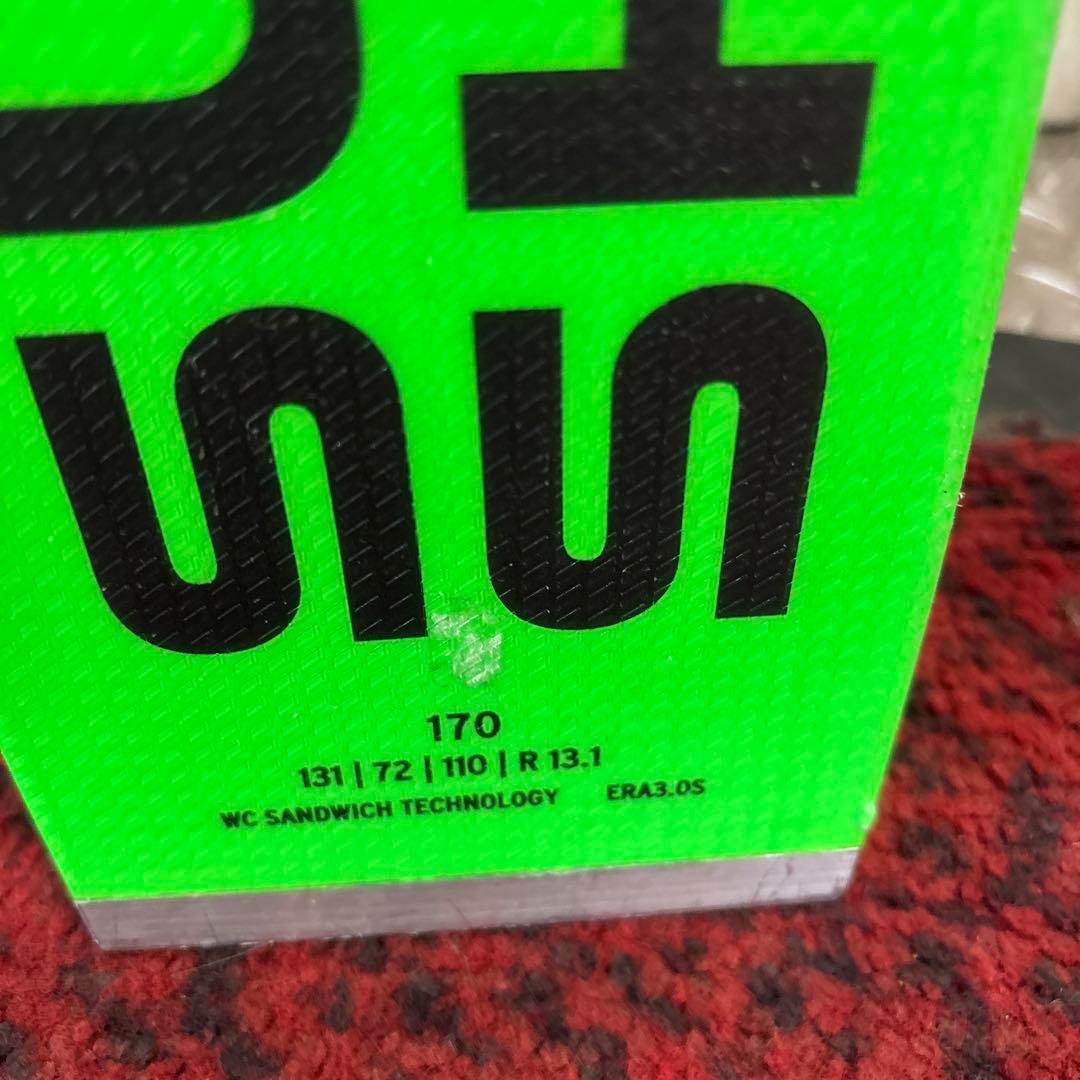 S S
170
131 | 72 | 110 | R 13.1
WC SANDWICH TECHNOLOGY ERA3.0S